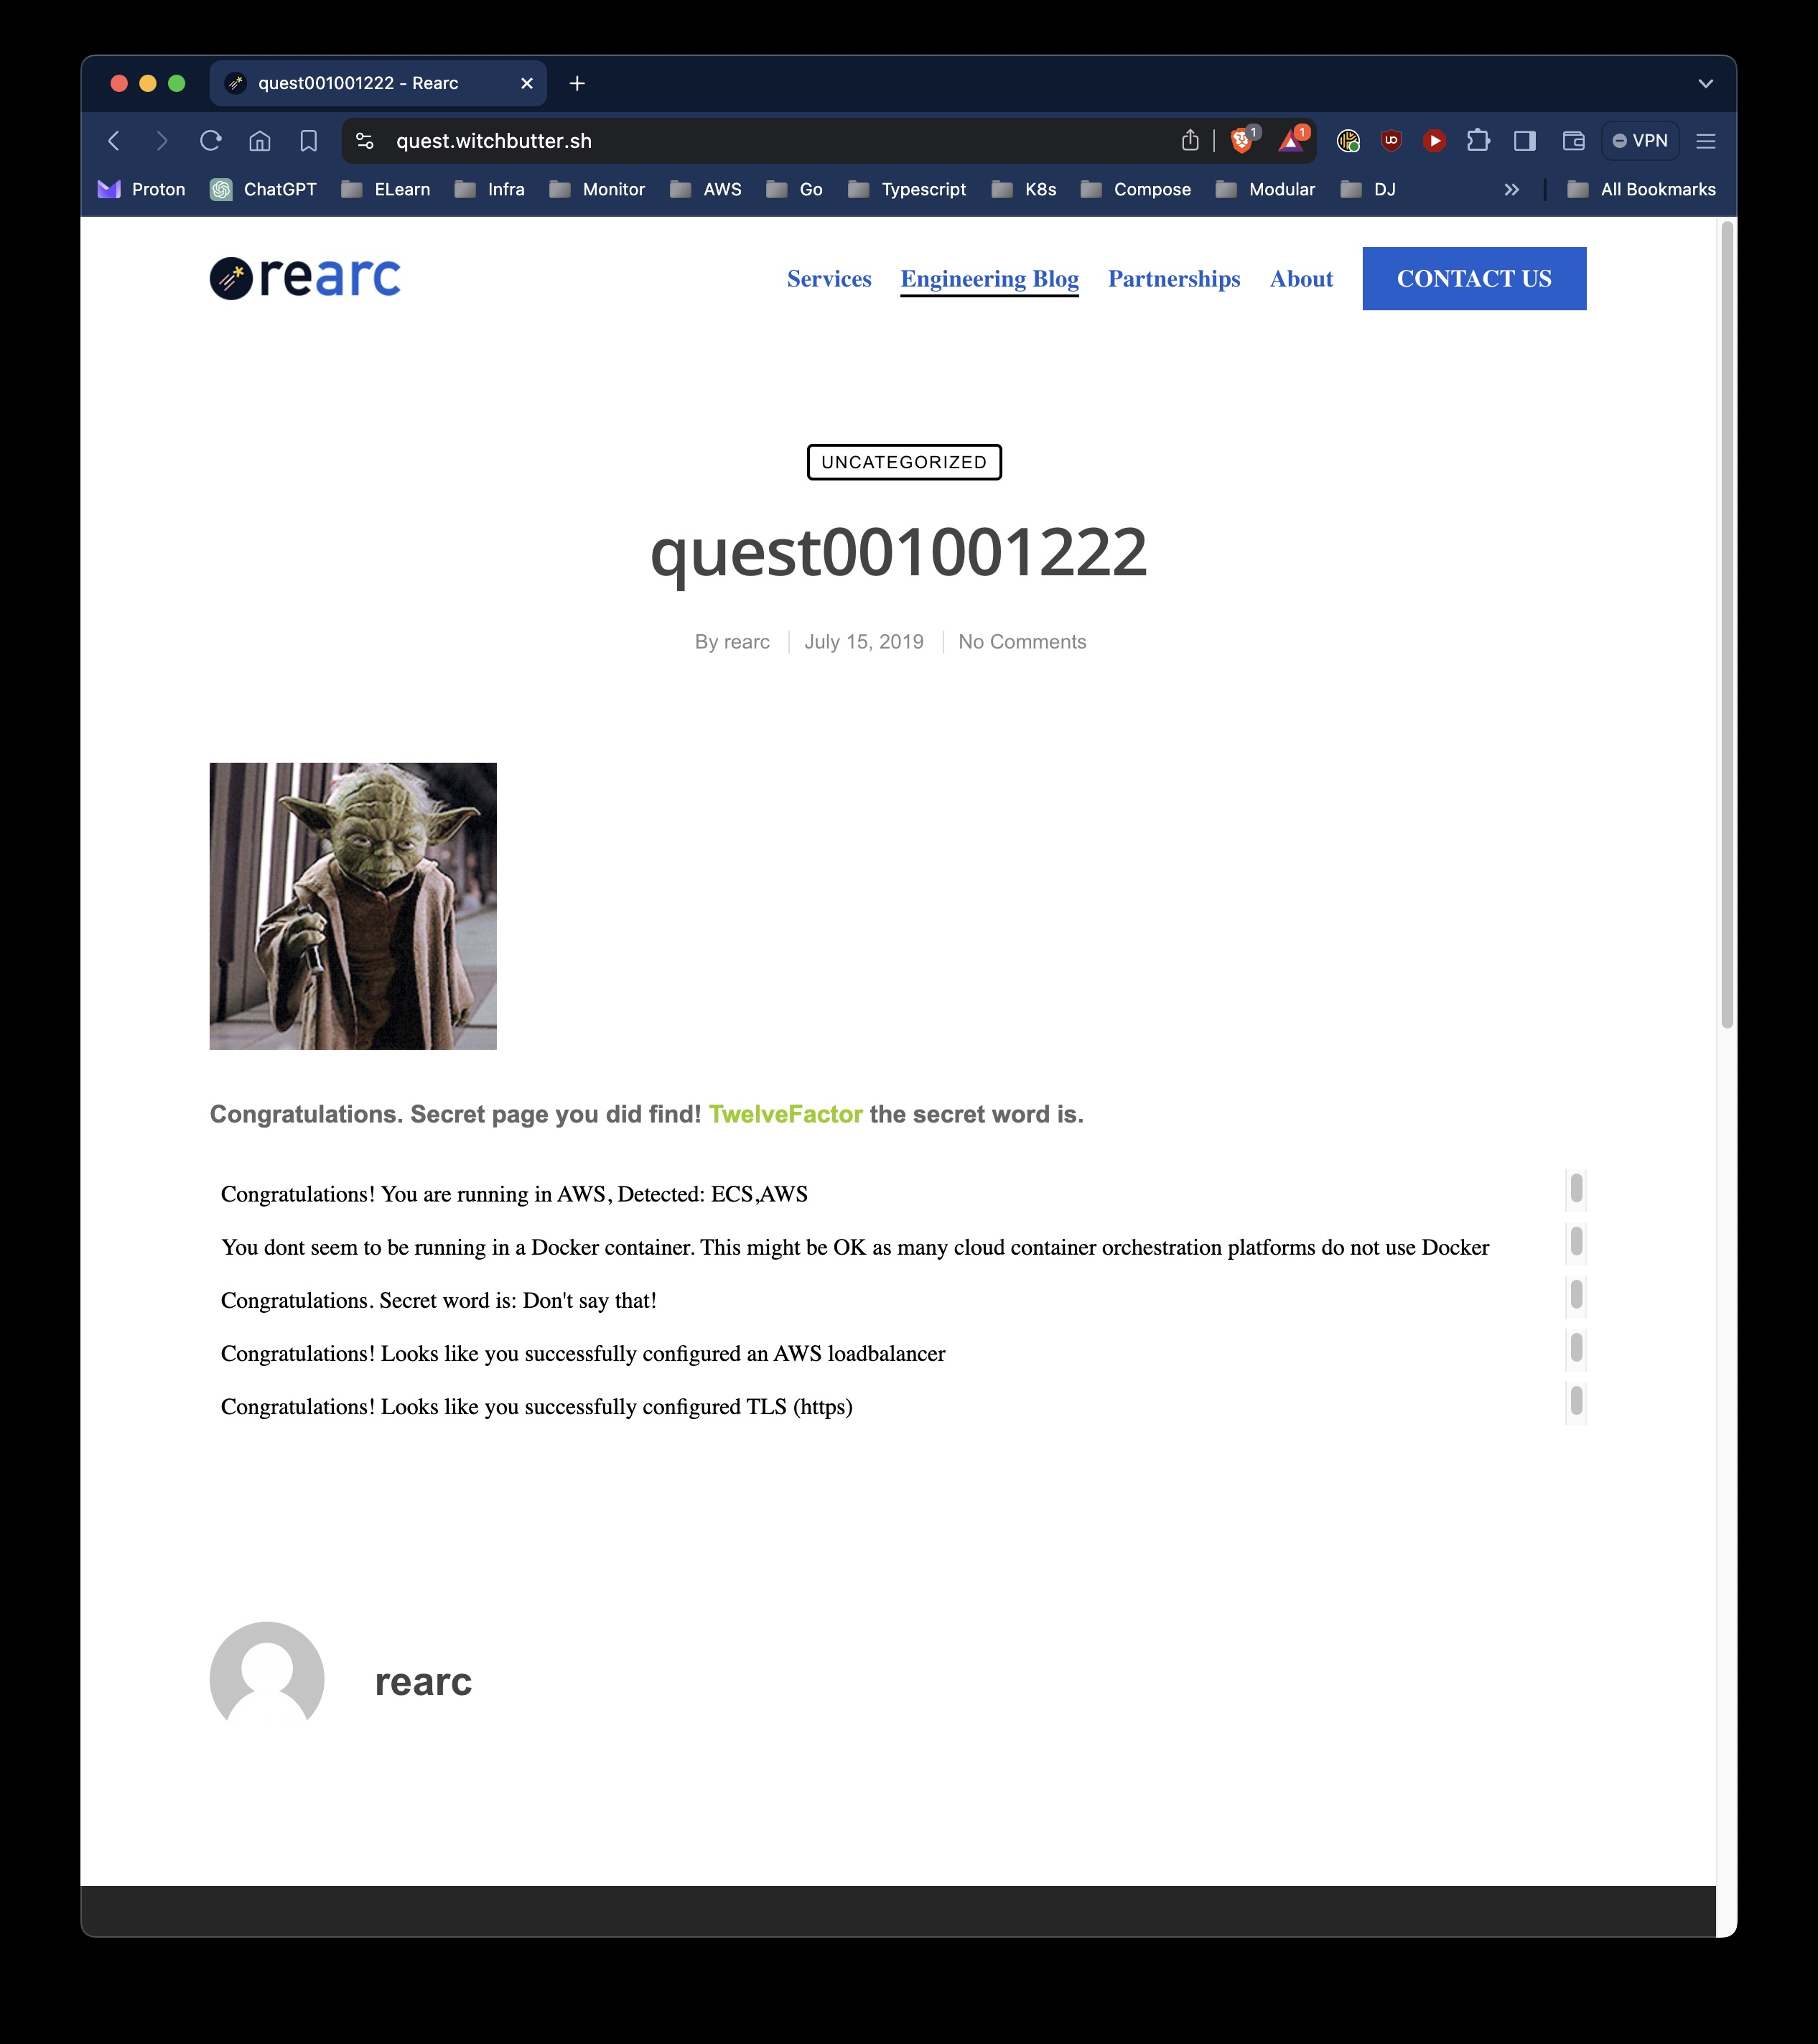 quest001001222 - Rearc
quest.witchbutter.sh
1
1
VPN
Proton
ChatGPT
ELearn
Infra
Monitor
AWS
Go
Typescript
K8s
Compose
Modular
DJ
All Bookmarks
rearc
Services
Engineering Blog
Partnerships
About
CONTACT US
UNCATEGORIZED
quest001001222
By rearc
July 15, 2019
No Comments
Congratulations. Secret page you did find! TwelveFactor the secret word is.
Congratulations! You are running in AWS, Detected: ECS,AWS
You dont seem to be running in a Docker container. This might be OK as many cloud container orchestration platforms do not use Docker
Congratulations. Secret word is: Don't say that!
Congratulations! Looks like you successfully configured an AWS loadbalancer
Congratulations! Looks like you successfully configured TLS (https)
rearc